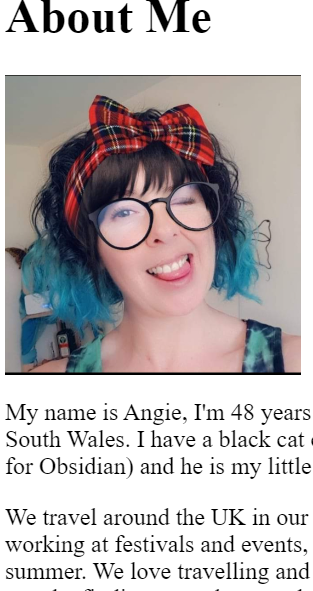 About Me
My name is Angie, I'm 48 years
South Wales. I have a black cat
for Obsidian) and he is my little
We travel around the UK in our
working at festivals and events,
summer. We love travelling and